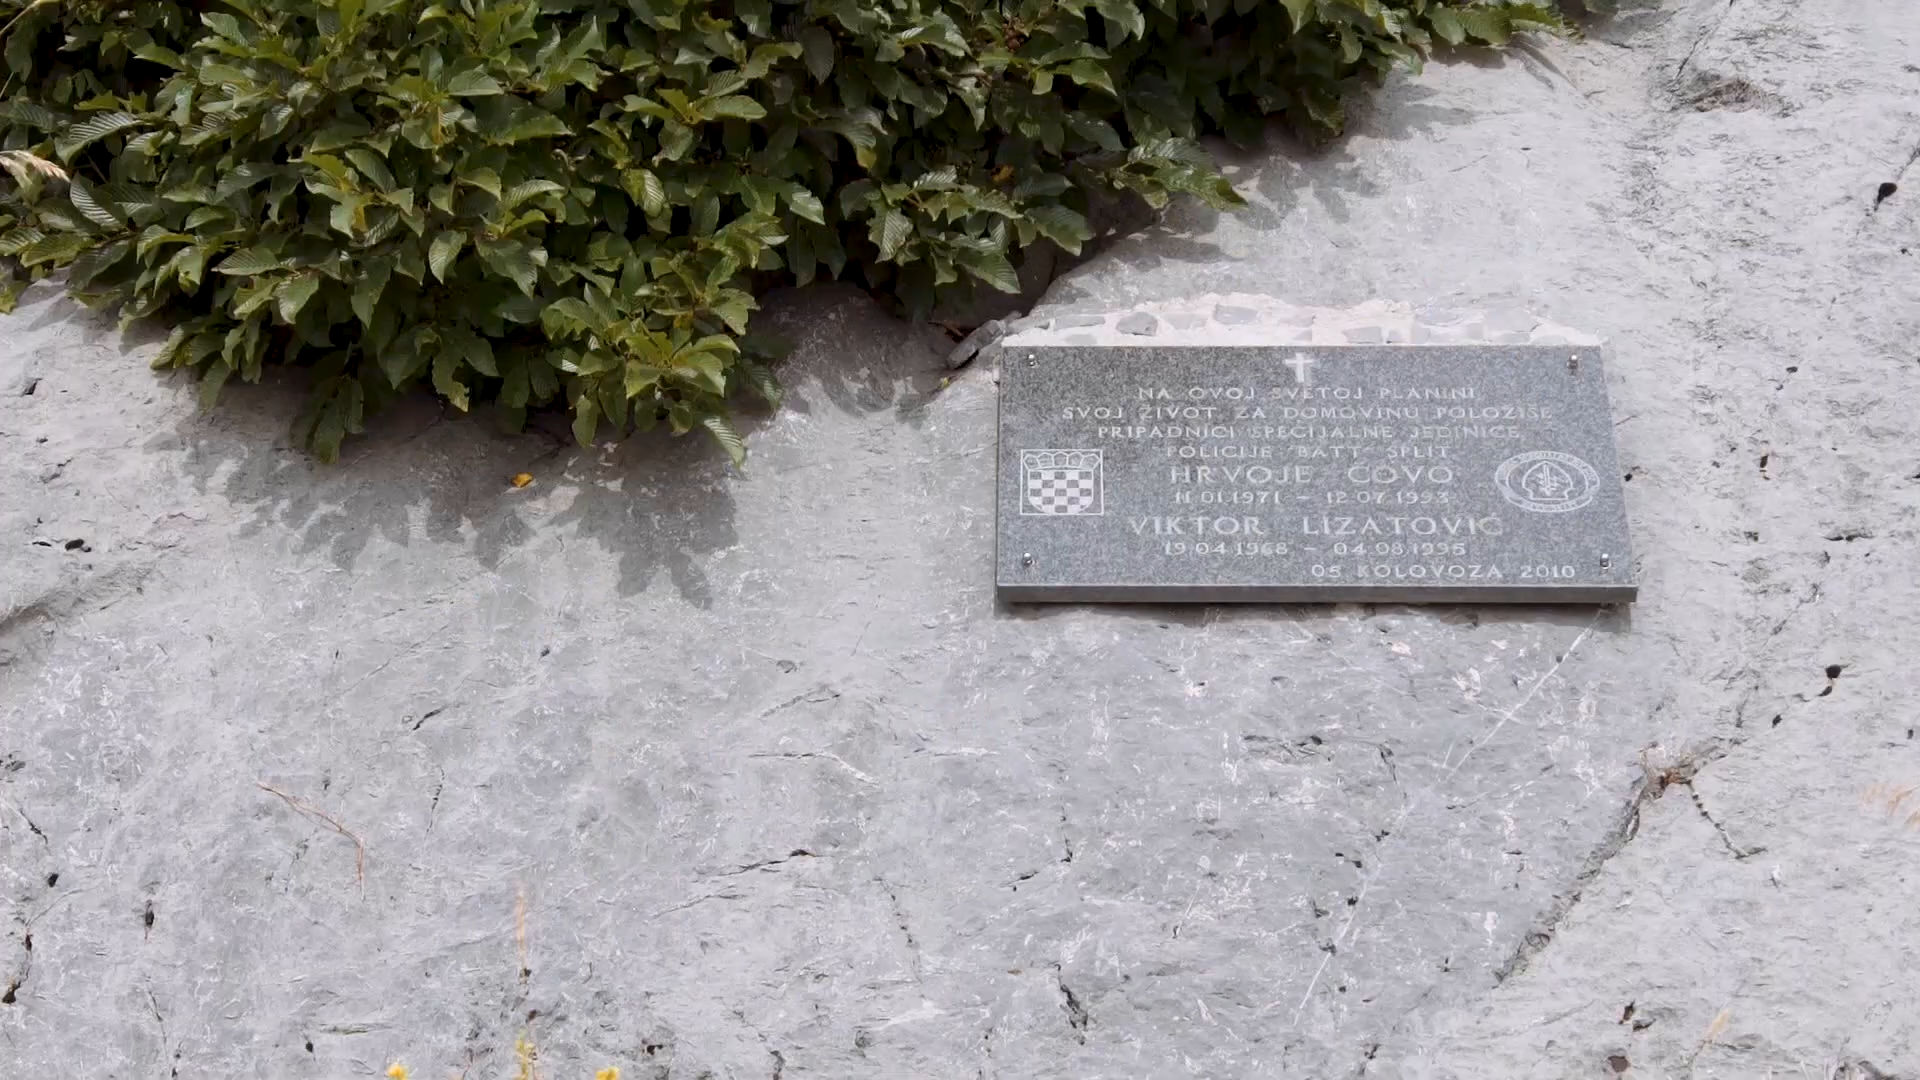 NA OVOJ SVETOJ PLANINI
SVOJ ŽIVOT ZA DOMOVINU POLOŽIŠE
PRIPADNICI SPECIJALNE JEDINICE
POLICIJE "BATT" SPLIT
HRVOJE ČOVO
11.01.1971 - 12.07.1993
VIKTOR LIZATOVIĆ
19.04.1968 - 04.08.1995
05 KOLOVOZA 2010